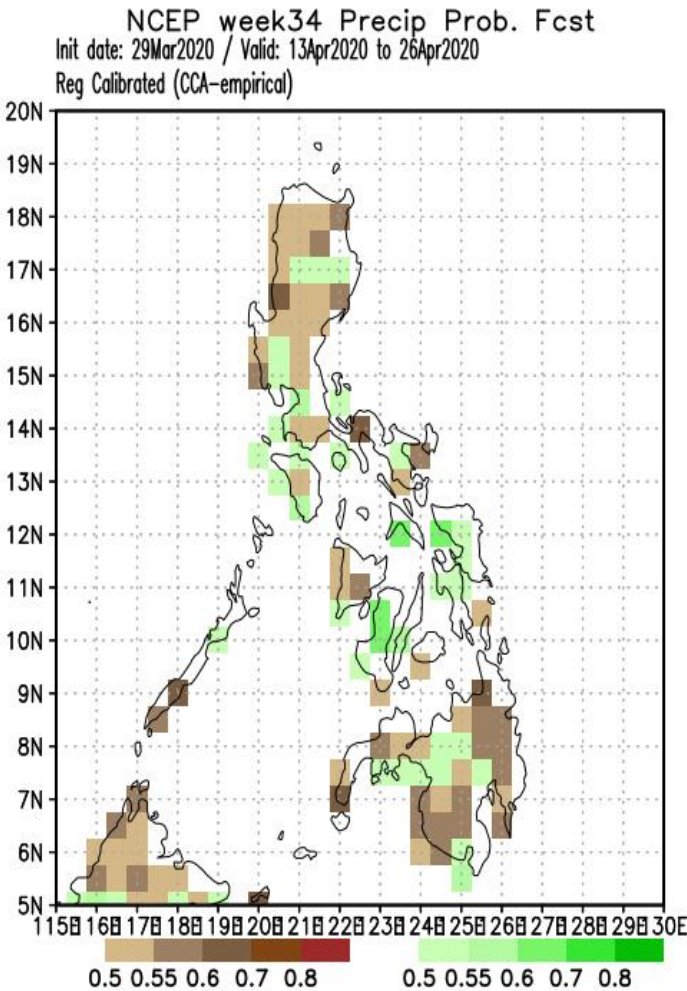 NCEP week34 Precip Prob. Fcst
Init date: 29Mar2020 / Valid: 13Apr2020 to 26Apr2020
Reg Calibrated (CCA-empirical)
20N
19N
18N
17N
16N
15N
14N
13N
12N
11N
10N
9N
8N
7N
6N
5N
115E 116E 117E 118E 119E 120E 121E 122E 123E 124E 125E 126E 127E 128E 129E 130E
0.5 0.55 0.6 0.7 0.8 0.5 0.55 0.6 0.7 0.8